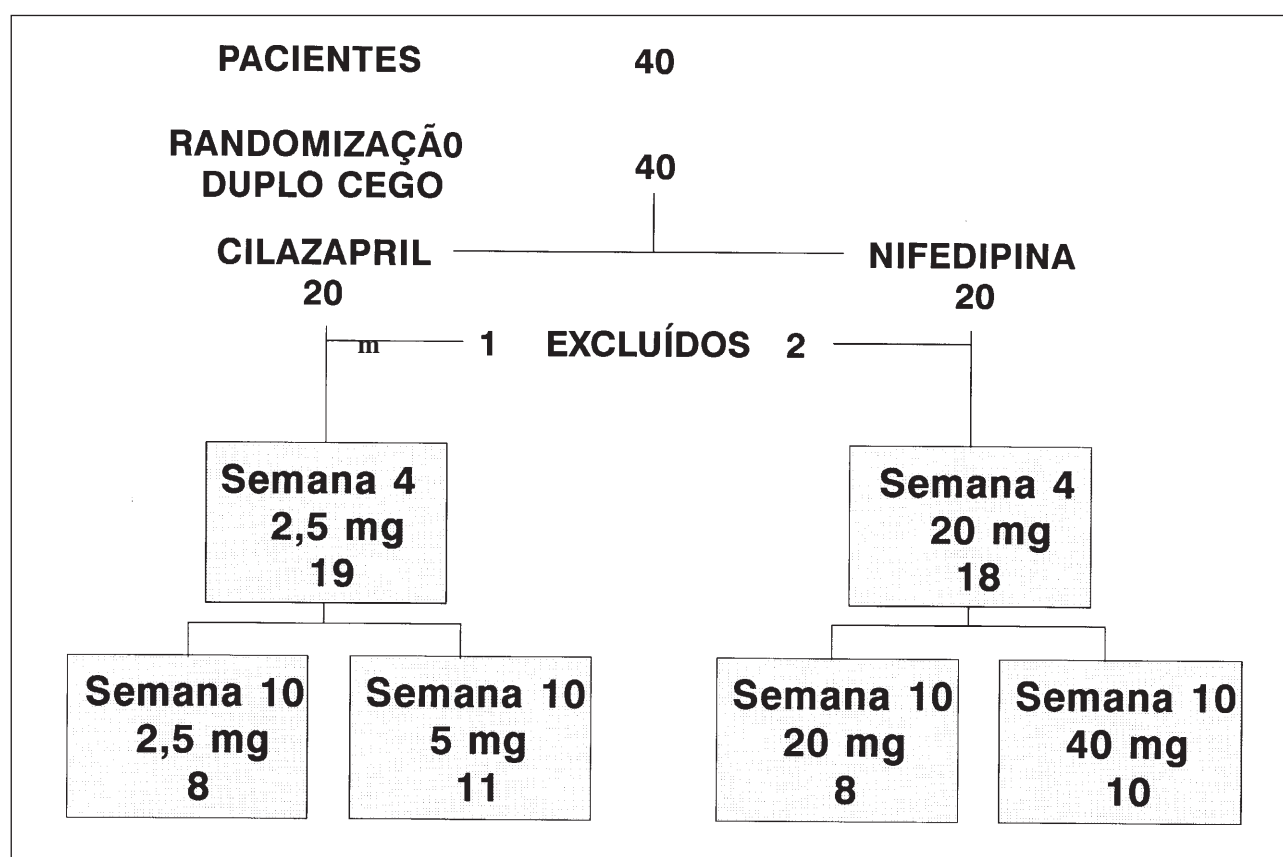 PACIENTES 40
RANDOMIZAÇÃO
DUPLO CEGO 40
CILAZAPRIL NIFEDIPINA
20 20
m 1 EXCLUÍDOS 2
Semana 4
2,5 mg
19
Semana 4
20 mg
18
Semana 10
2,5 mg
8
Semana 10
5 mg
11
Semana 10
20 mg
8
Semana 10
40 mg
10